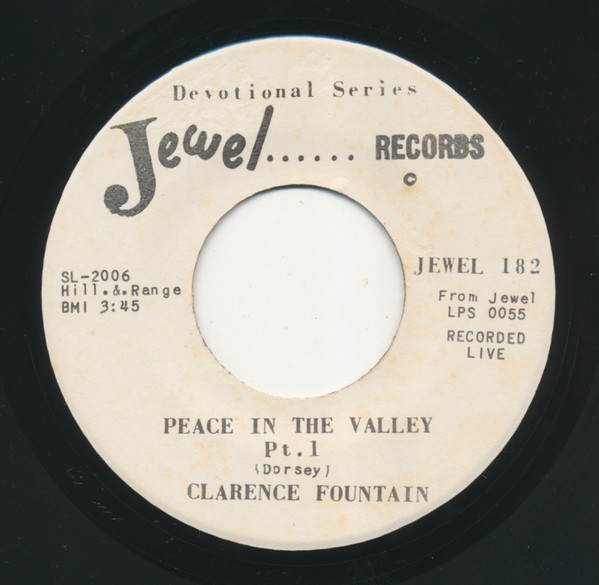 Devotional Series
Jewel...... RECORDS
©
JEWEL 182
SL-2006
Hill.&.Range
BMI 3:45
From Jewel
LPS 0055
RECORDED
LIVE
PEACE IN THE VALLEY
Pt.1
(Dorsey)
CLARENCE FOUNTAIN